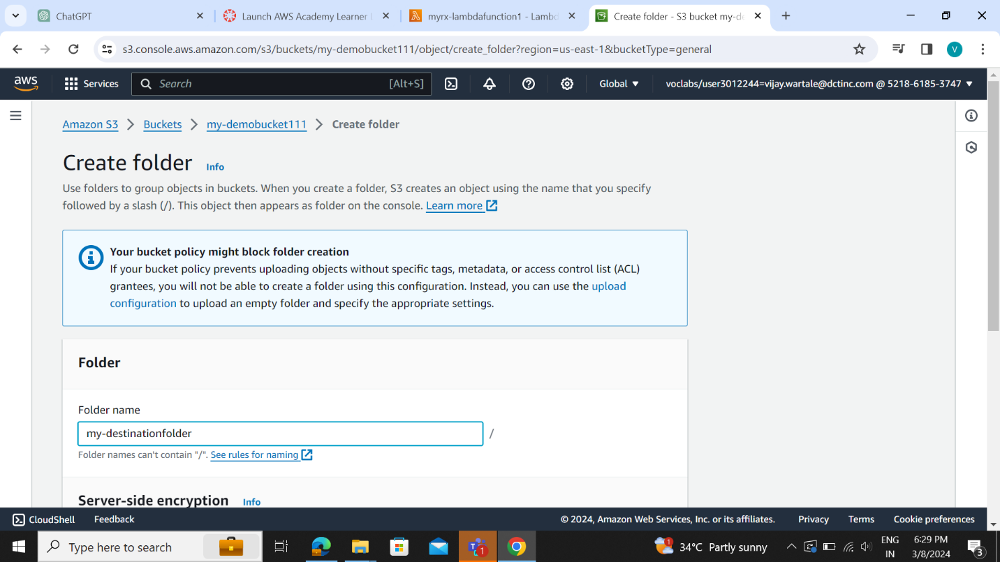 ChatGPT
Launch AWS Academy Learner
myrx-lambdafunction1 - Lambd
Create folder - S3 bucket my-de
s3.console.aws.amazon.com/s3/buckets/my-demobucket111/object/create_folder?region=us-east-1&bucketType=general
V
aws
Services
Search
[Alt+S]
Global
voclabs/user3012244=vijay.wartale@dctinc.com @ 5218-6185-3747
Amazon S3
Buckets
my-demobucket111
Create folder
Create folder
Info
Use folders to group objects in buckets. When you create a folder, S3 creates an object using the name that you specify
followed by a slash (/). This object then appears as folder on the console. Learn more
Your bucket policy might block folder creation
If your bucket policy prevents uploading objects without specific tags, metadata, or access control list (ACL)
grantees, you will not be able to create a folder using this configuration. Instead, you can use the upload
configuration to upload an empty folder and specify the appropriate settings.
Folder
Folder name
my-destinationfolder
/
Folder names can't contain "/". See rules for naming
Server-side encryption
Info
CloudShell
Feedback
© 2024, Amazon Web Services, Inc. or its affiliates.
Privacy
Terms
Cookie preferences
Type here to search
1
1
34°C Partly sunny
ENG
IN
6:29 PM
3/8/2024
3